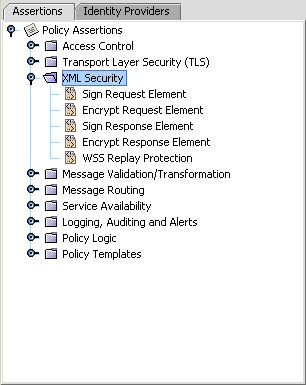 Assertions Identity Providers
Policy Assertions
Access Control
Transport Layer Security (TLS)
XML Security
Sign Request Element
Encrypt Request Element
Sign Response Element
Encrypt Response Element
WSS Replay Protection
Message Validation/Transformation
Message Routing
Service Availability
Logging, Auditing and Alerts
Policy Logic
Policy Templates